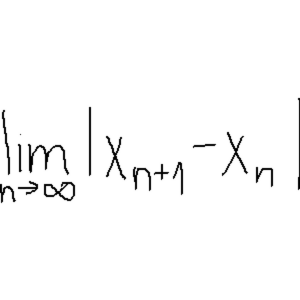 lim |x_{n+1} - x_n|
n→∞